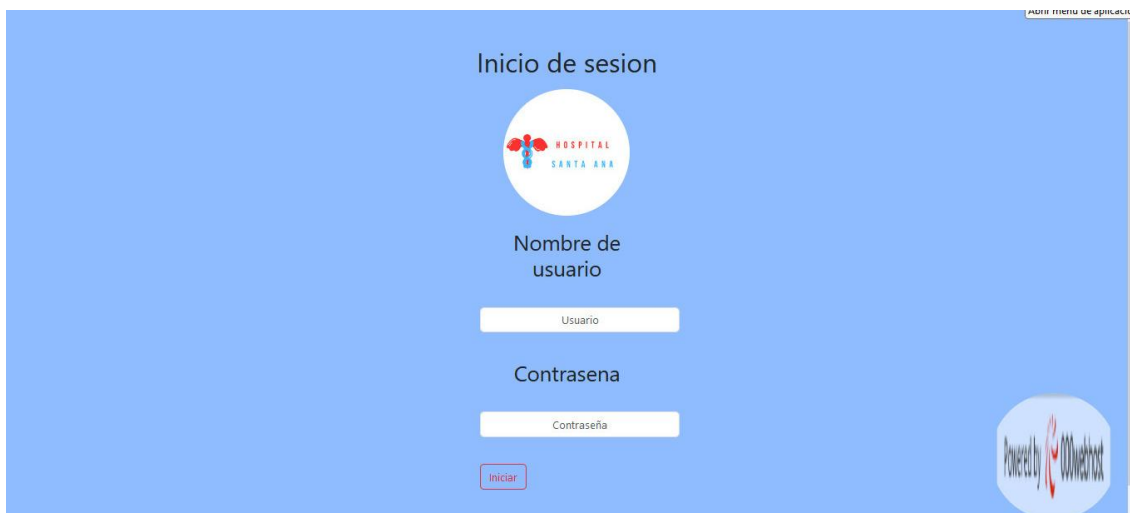 Abrir menú de aplicació
Inicio de sesion
HOSPITAL
SANTA ANA
Nombre de
usuario
Usuario
Contrasena
Contraseña
Iniciar
Powered by 000webhost